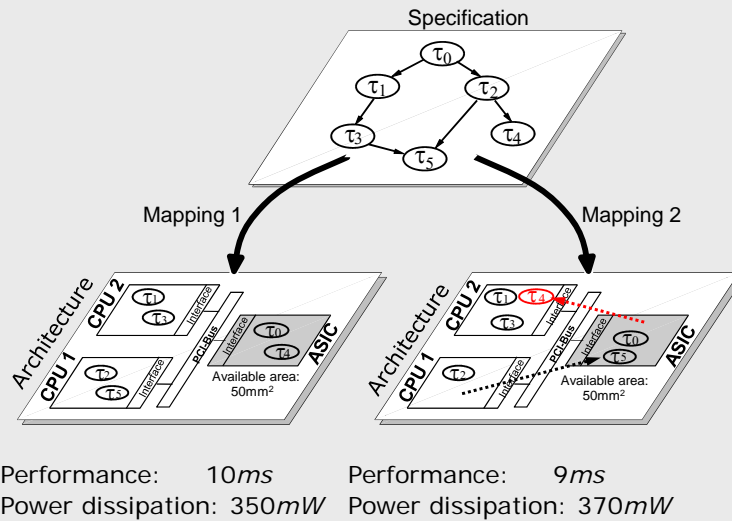 Specification
τ0
τ1
τ2
τ3
τ4
τ5
Mapping 1
Mapping 2
Architecture
CPU 2
τ1
τ3
Interface
CPU 1
τ2
τ5
Interface
PCI-Bus
Interface
τ0
τ4
ASIC
Available area:
50mm²
Architecture
CPU 2
τ1
τ4
τ3
Interface
CPU 1
τ2
Interface
PCI-Bus
Interface
τ0
τ5
ASIC
Available area:
50mm²
Performance: 10ms
Power dissipation: 350mW
Performance: 9ms
Power dissipation: 370mW